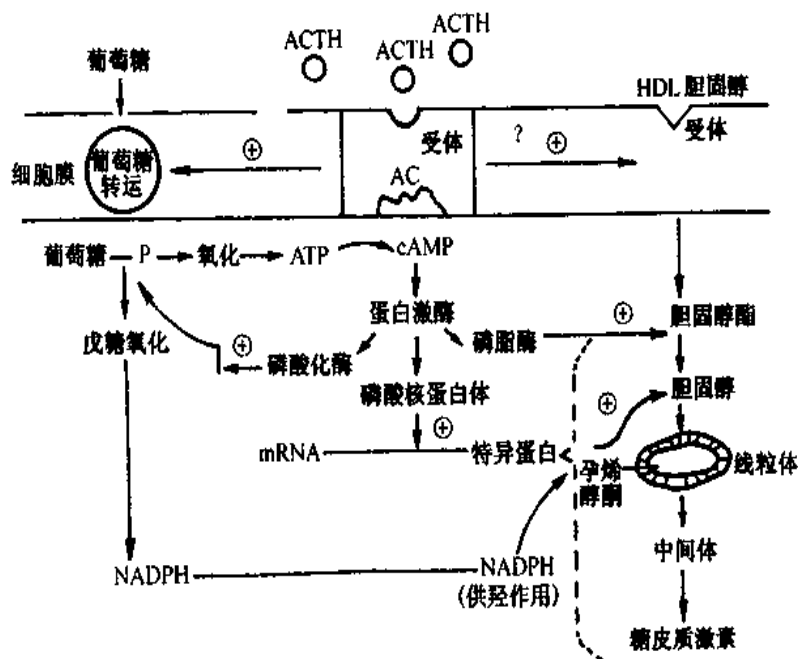 ACTH
ACTH
ACTH
葡萄糖
HDL 胆固醇
受体
受体
?
⊕
⊕
细胞膜
葡萄糖
转运
AC
葡萄糖—P
氧化
ATP
cAMP
蛋白激酶
胆固醇酯
⊕
戊糖氧化
⊕
磷酸化酶
磷脂酶
磷酸核蛋白体
⊕
胆固醇
⊕
mRNA
特异蛋白
孕烯
醇酮
线粒体
中间体
NADPH
NADPH
(供羟作用)
糖皮质激素